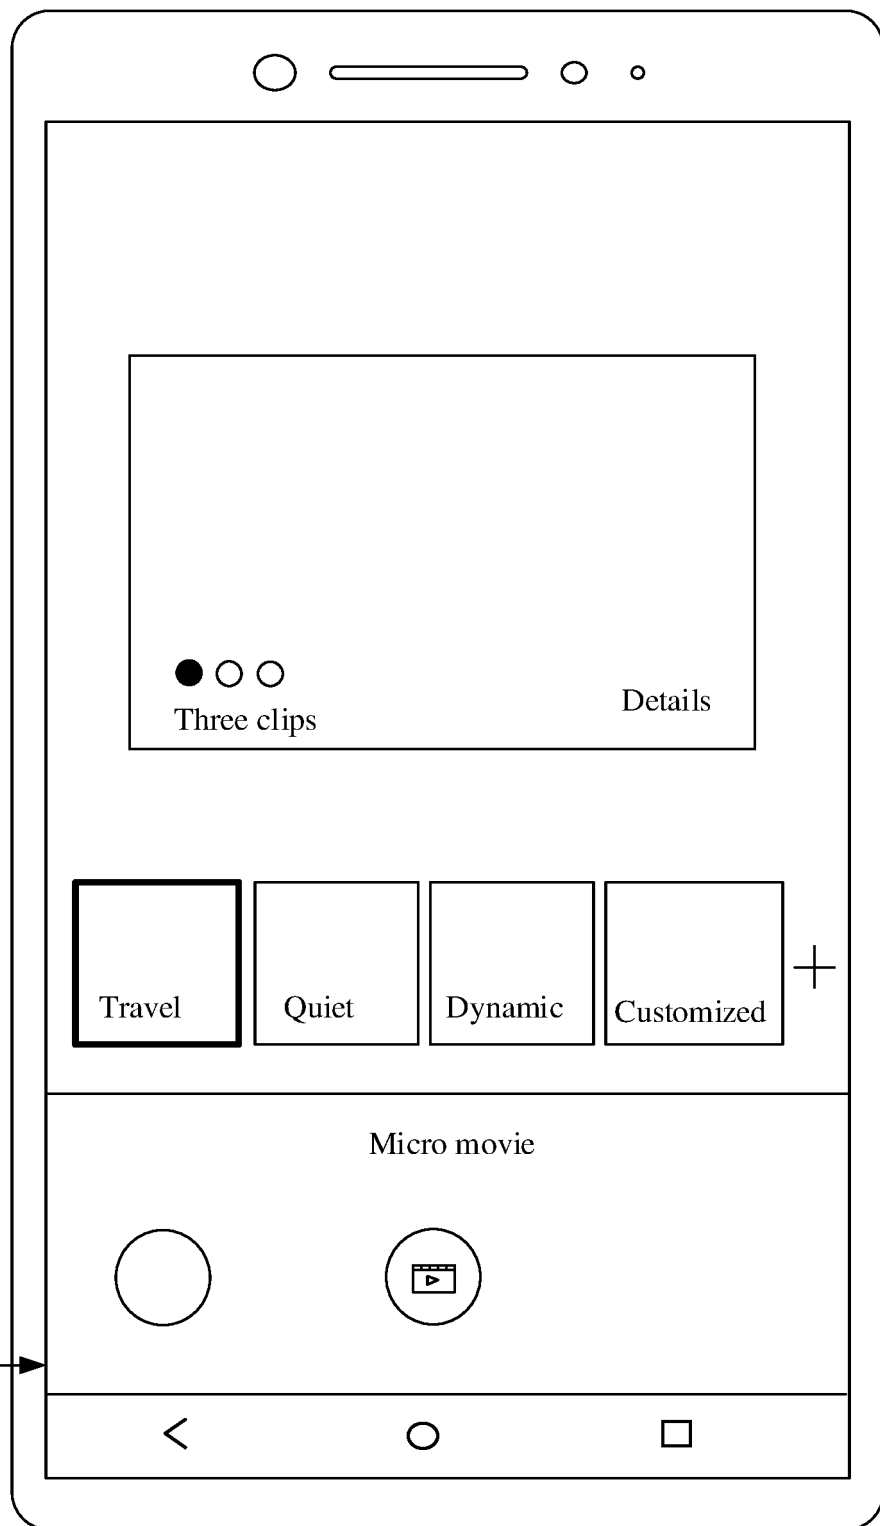 Three clips
Details
Travel
Quiet
Dynamic
Customized
Micro movie